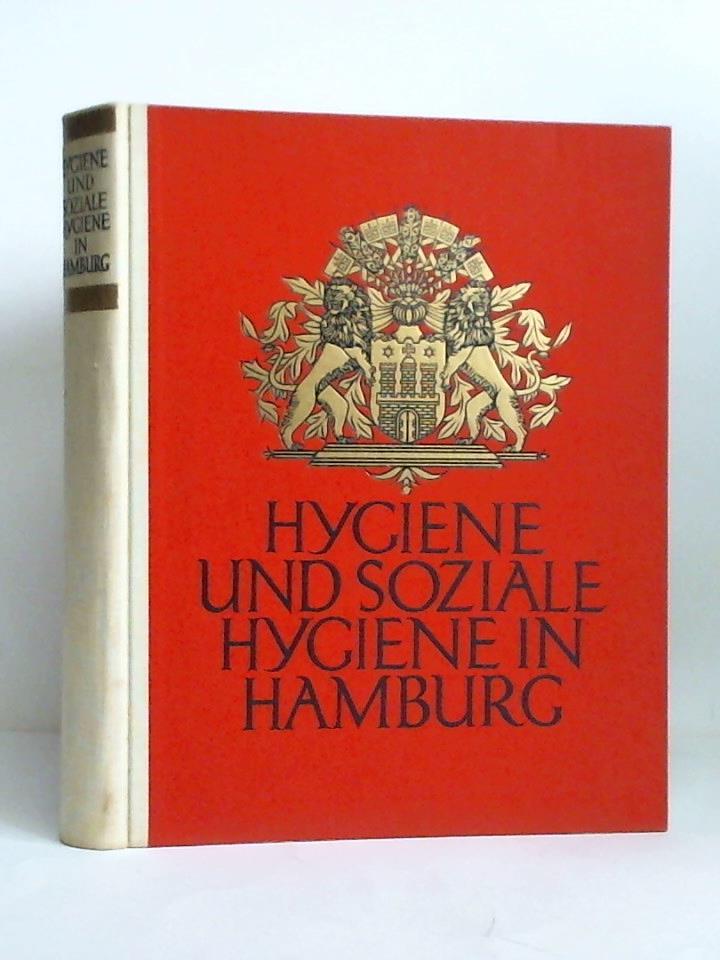 HYGIENE
UND
SOZIALE
HYGIENE
IN
HAMBURG
HYGIENE
UND SOZIALE
HYGIENE IN
HAMBURG